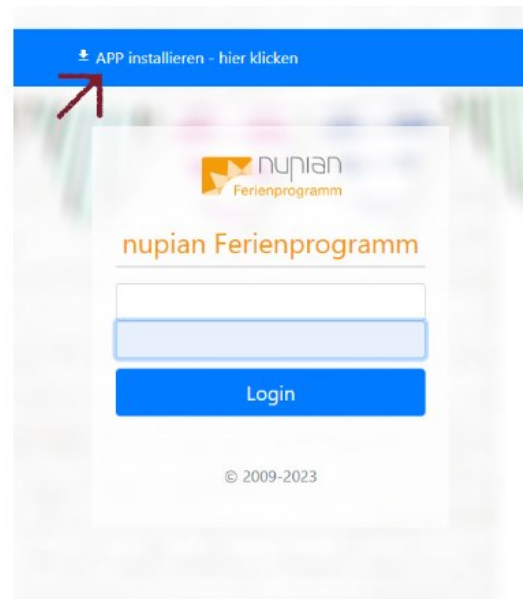 APP installieren - hier klicken
nupian
Ferienprogramm
nupian Ferienprogramm
Login
© 2009-2023